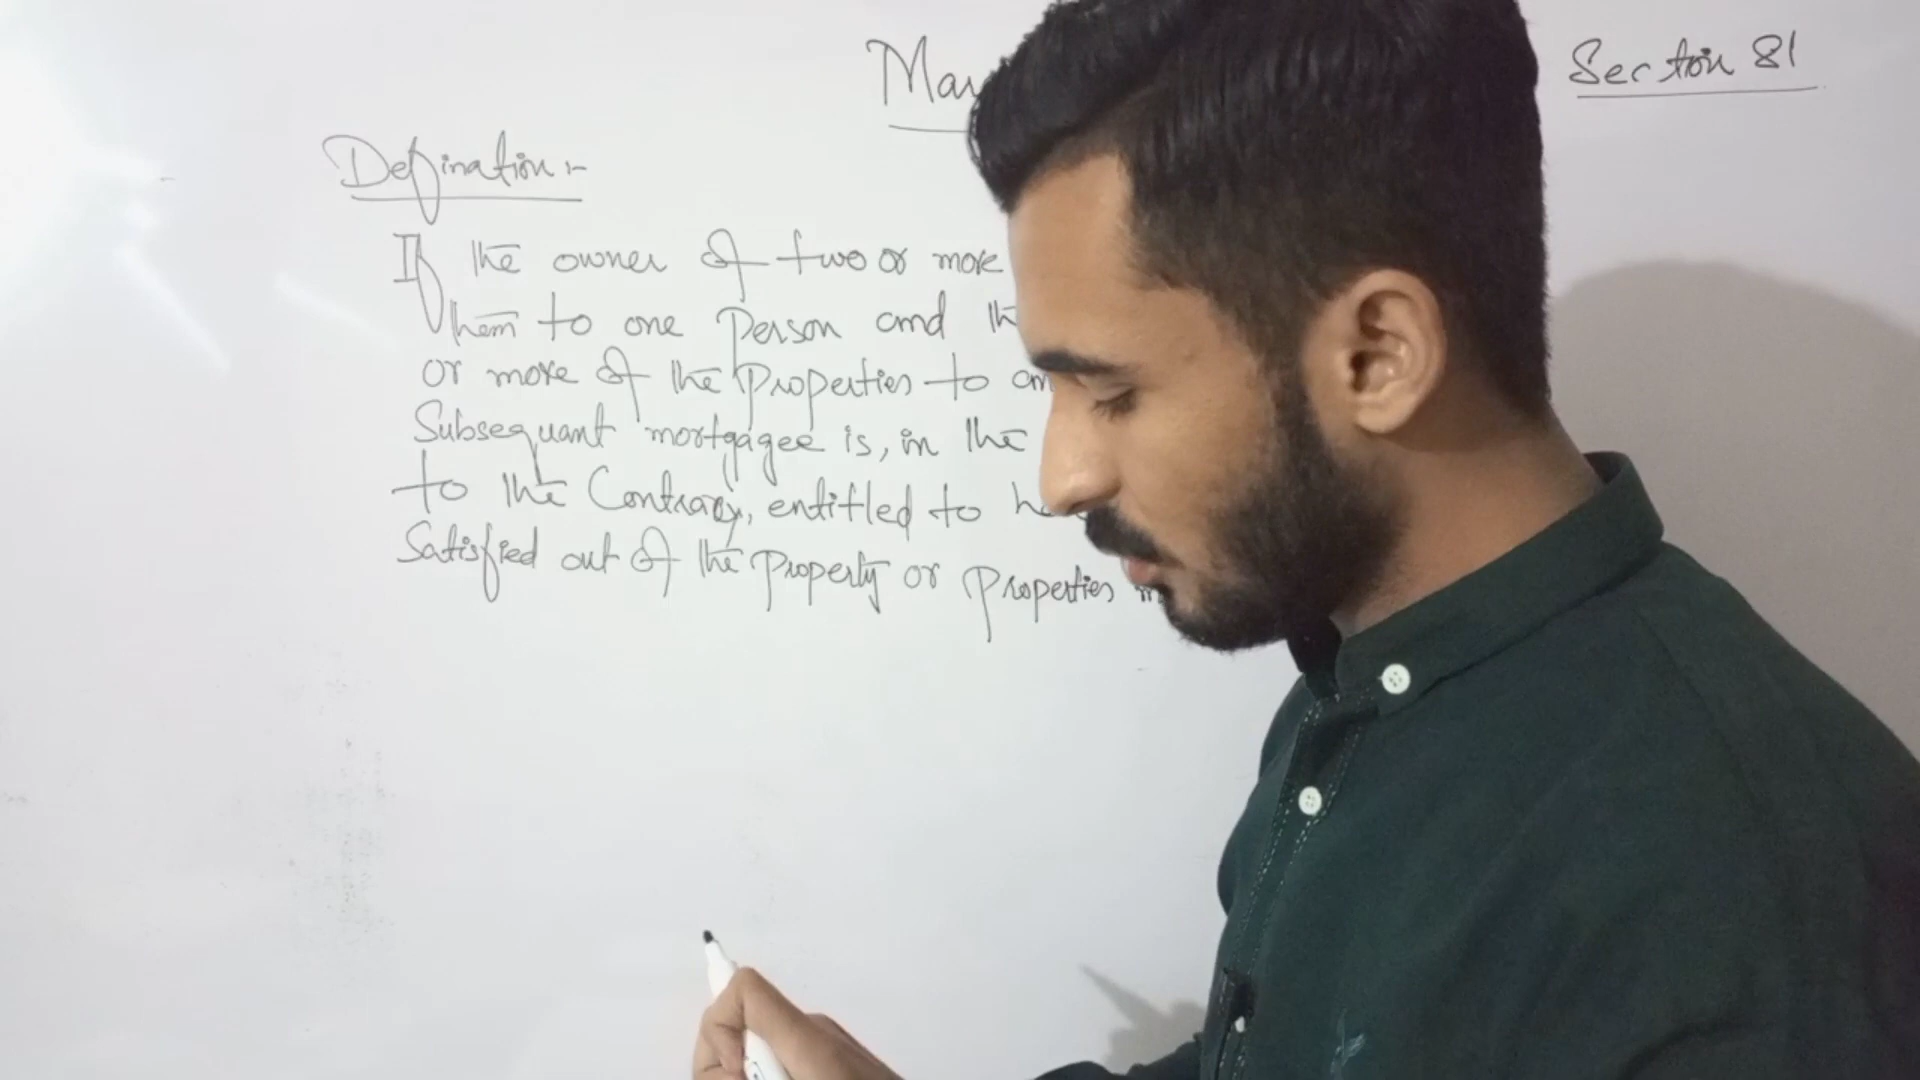 Section 81
Defination :-
If the owner of two or more
them to one Person and
or more of the Properties to
Subsequant mortgagee is, in the
to the Contrary, entitled to
Satisfied out of the Property or Properties